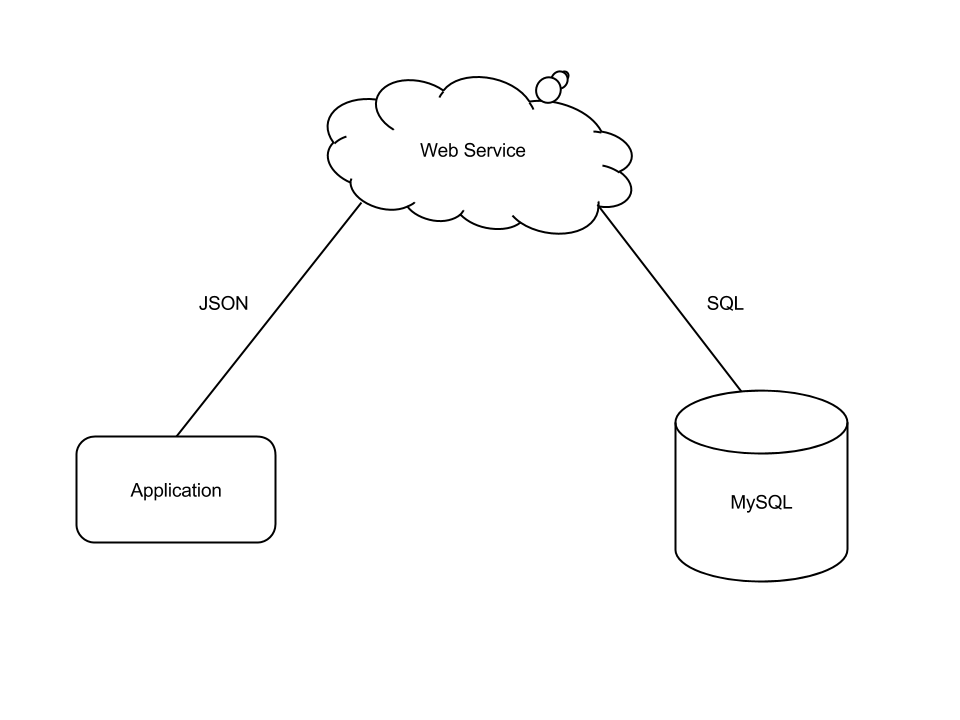 Web Service
JSON
SQL
Application
MySQL